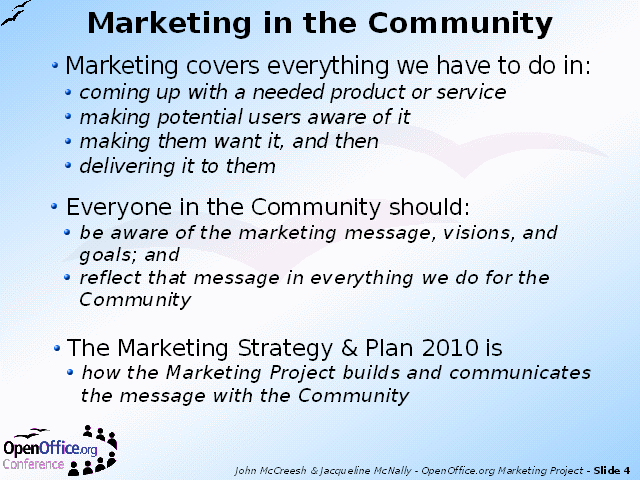 Marketing in the Community
Marketing covers everything we have to do in:
coming up with a needed product or service
making potential users aware of it
making them want it, and then
delivering it to them
Everyone in the Community should:
be aware of the marketing message, visions, and
goals; and
reflect that message in everything we do for the
Community
The Marketing Strategy & Plan 2010 is
how the Marketing Project builds and communicates
the message with the Community
OpenOffice.org
Conference
John McCreesh & Jacqueline McNally - OpenOffice.org Marketing Project - Slide 4